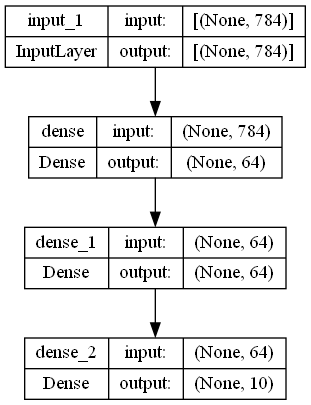 input_1 input: [(None, 784)]
InputLayer output: [(None, 784)]
dense input: (None, 784)
Dense output: (None, 64)
dense_1 input: (None, 64)
Dense output: (None, 64)
dense_2 input: (None, 64)
Dense output: (None, 10)